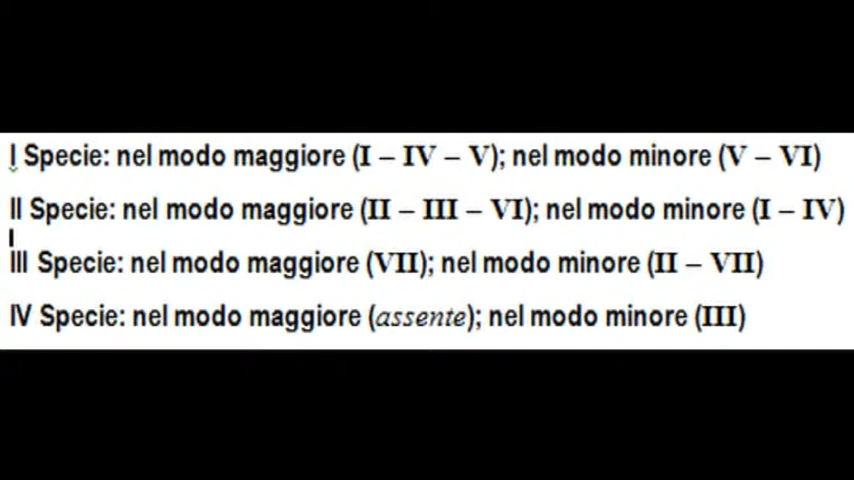 I Specie: nel modo maggiore (I – IV – V); nel modo minore (V – VI)
II Specie: nel modo maggiore (II – III – VI); nel modo minore (I – IV)
III Specie: nel modo maggiore (VII); nel modo minore (II – VII)
IV Specie: nel modo maggiore (assente); nel modo minore (III)